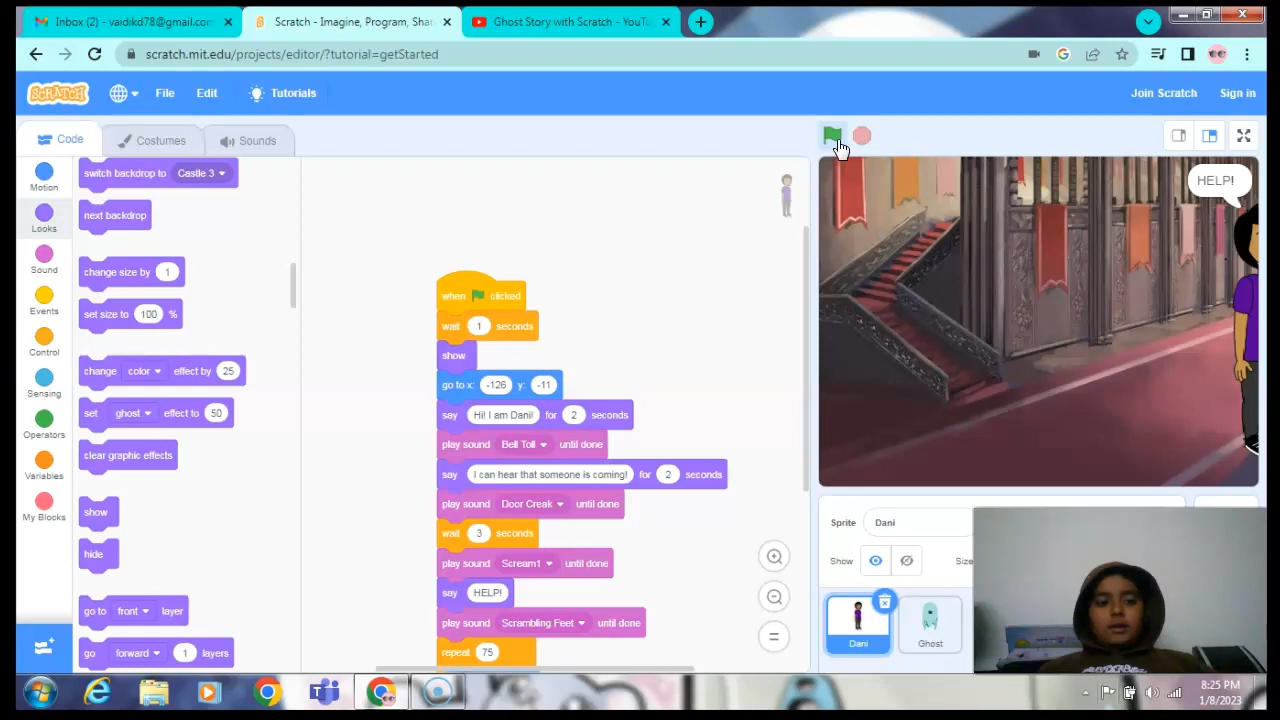 Inbox (2) - vaidikd78@gmail.com
Scratch - Imagine, Program, Sha
Ghost Story with Scratch - YouTu
scratch.mit.edu/projects/editor/?tutorial=getStarted
SCRATCH
File
Edit
Tutorials
Join Scratch
Sign in
Code
Costumes
Sounds
Motion
Looks
Sound
Events
Control
Sensing
Operators
Variables
My Blocks
switch backdrop to Castle 3
next backdrop
change size by 1
set size to 100 %
change color effect by 25
set ghost effect to 50
clear graphic effects
show
hide
go to front layer
go forward 1 layers
when clicked
wait 1 seconds
show
go to x: -126 y: -11
say Hi! I am Dani! for 2 seconds
play sound Bell Toll until done
say I can hear that someone is coming! for 2 seconds
play sound Door Creak until done
wait 3 seconds
play sound Scream1 until done
say HELP!
play sound Scrambling Feet until done
repeat 75
HELP!
Sprite Dani
Show
Size
Dani
Ghost
8:25 PM
1/8/2023